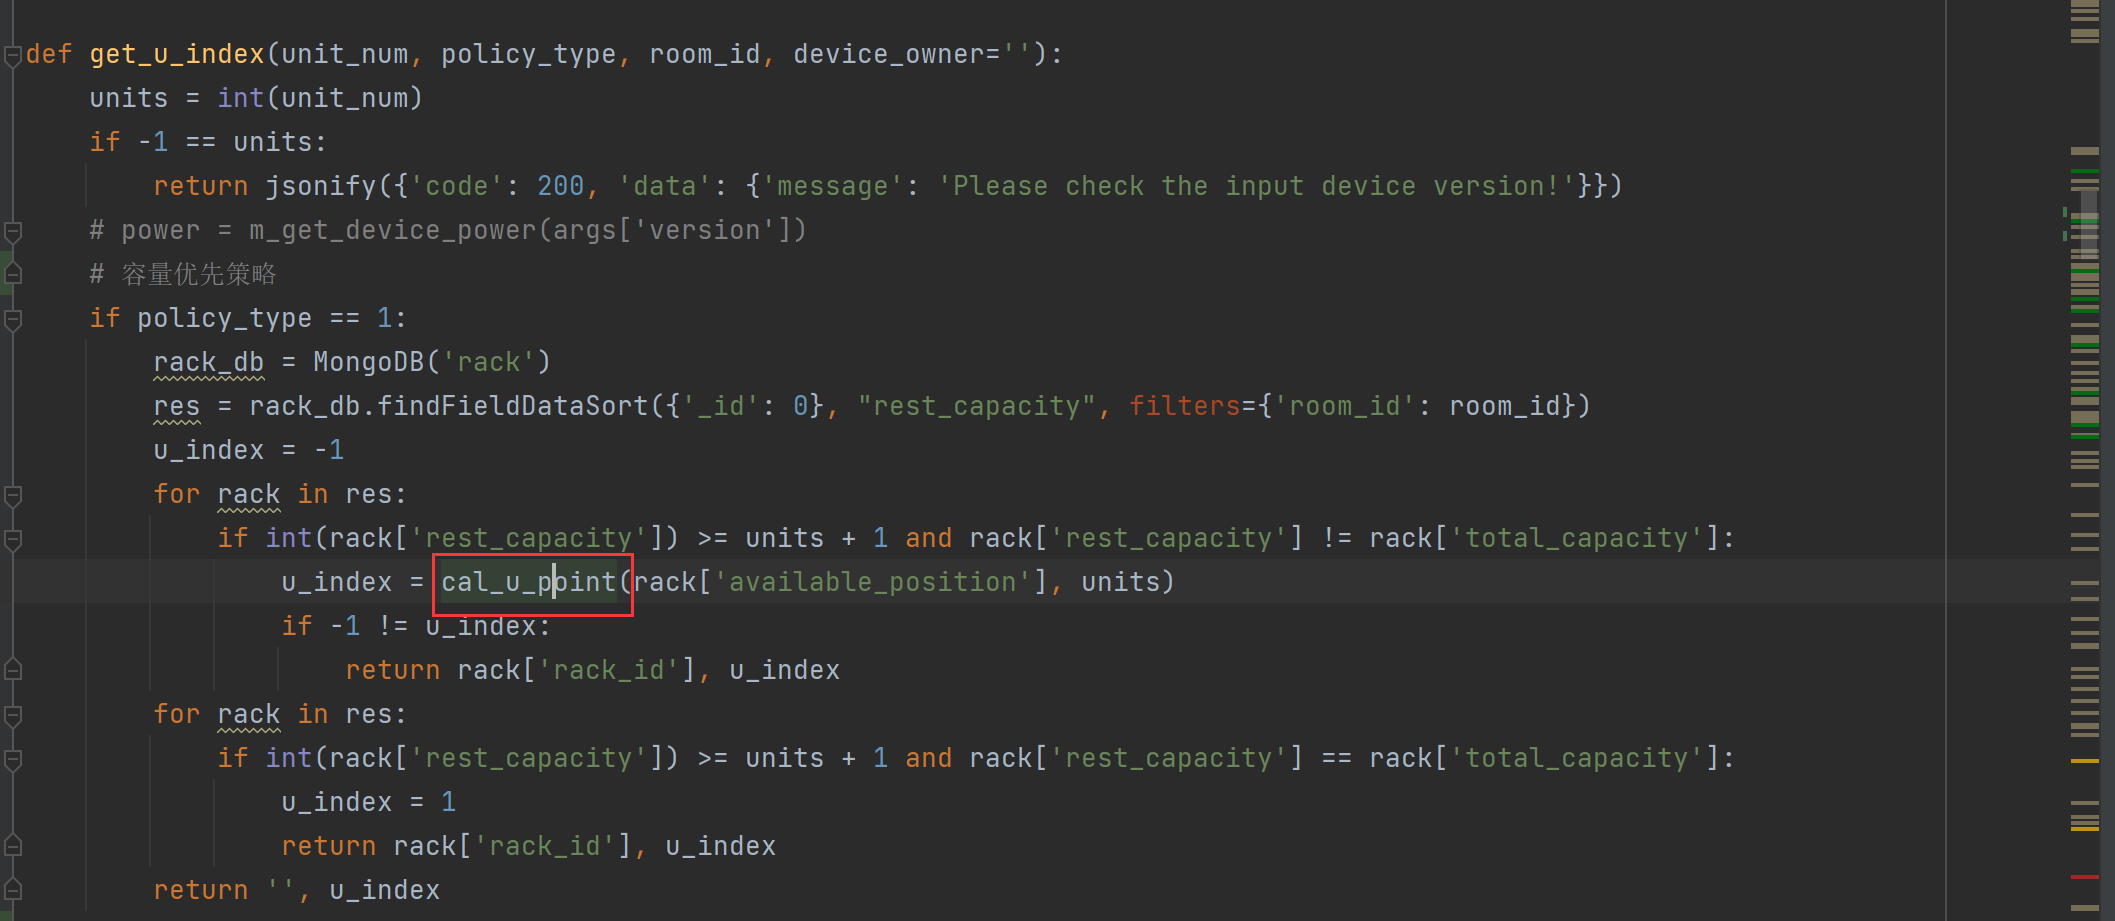 def get_u_index(unit_num, policy_type, room_id, device_owner=''):
    units = int(unit_num)
    if -1 == units:
        return jsonify({'code': 200, 'data': {'message': 'Please check the input device version!'}})
    # power = m_get_device_power(args['version'])
    # 容量优先策略
    if policy_type == 1:
        rack_db = MongoDB('rack')
        res = rack_db.findFieldDataSort({'_id': 0}, "rest_capacity", filters={'room_id': room_id})
        u_index = -1
        for rack in res:
            if int(rack['rest_capacity']) >= units + 1 and rack['rest_capacity'] != rack['total_capacity']:
                u_index = cal_u_point(rack['available_position'], units)
                if -1 != u_index:
                    return rack['rack_id'], u_index
        for rack in res:
            if int(rack['rest_capacity']) >= units + 1 and rack['rest_capacity'] == rack['total_capacity']:
                u_index = 1
                return rack['rack_id'], u_index
        return '', u_index